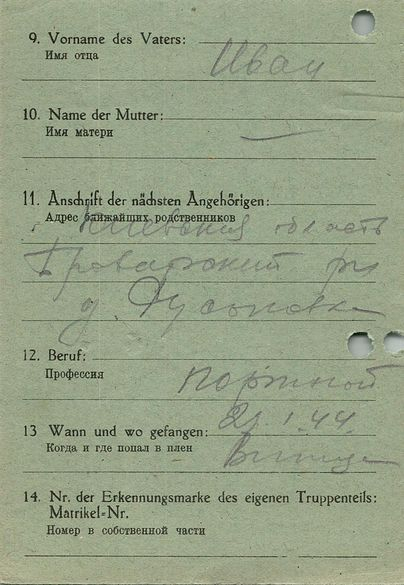 9. Vorname des Vaters:
Имя отца
Иван
10. Name der Mutter:
Имя матери
—
11. Anschrift der nächsten Angehörigen:
Адрес ближайших родственников
Киевская область
Броварский
д.
12. Beruf:
Профессия
портной
13 Wann und wo gefangen:
21.1.44.
Когда и где попал в плен
14. Nr. der Erkennungsmarke des eigenen Truppenteils:
Matrikel-Nr.
Номер в собственной части